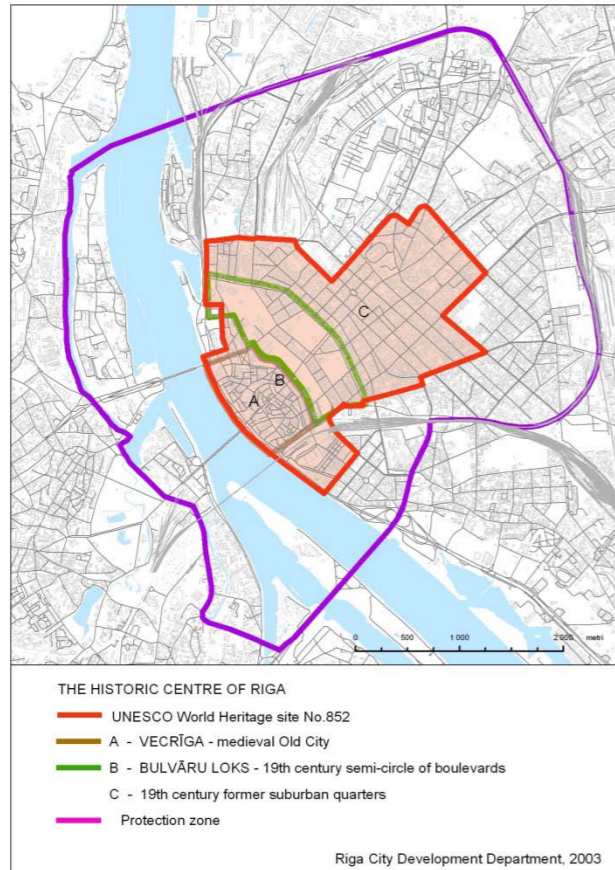 C
B
A
0 500 1 000 2 000 metri
THE HISTORIC CENTRE OF RIGA
UNESCO World Heritage site No.852
A - VECRĪGA - medieval Old City
B - BULVĀRU LOKS - 19th century semi-circle of boulevards
C - 19th century former suburban quarters
Protection zone
Riga City Development Department, 2003